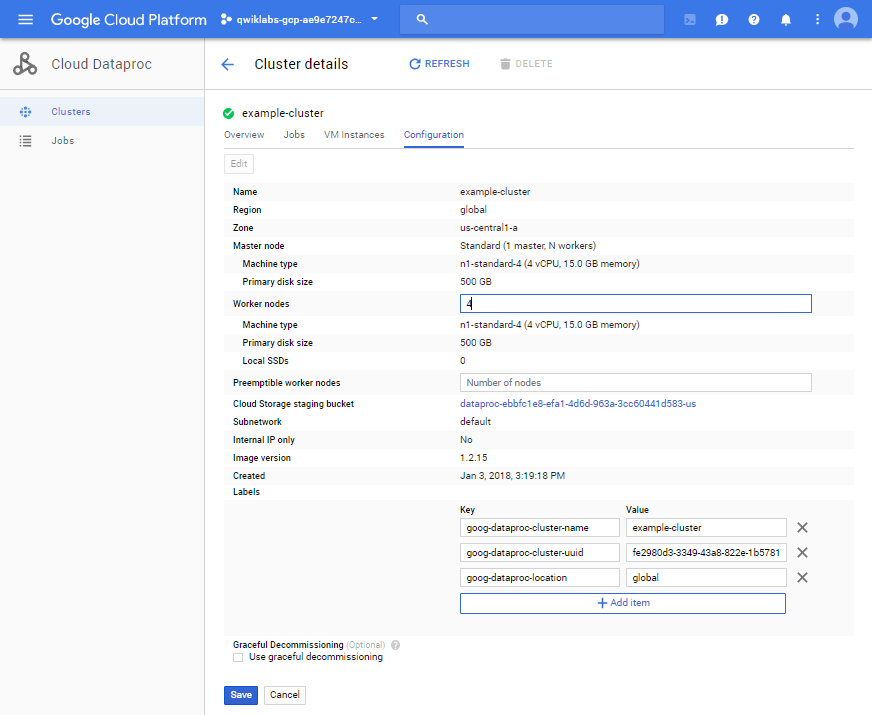 Google Cloud Platform qwiklabs-gcp-ae9e7247c...
Cloud Dataproc
Cluster details REFRESH DELETE
Clusters
Jobs
example-cluster
Overview Jobs VM Instances Configuration
Edit
Name example-cluster
Region global
Zone us-central1-a
Master node Standard (1 master, N workers)
Machine type n1-standard-4 (4 vCPU, 15.0 GB memory)
Primary disk size 500 GB
Worker nodes 4
Machine type n1-standard-4 (4 vCPU, 15.0 GB memory)
Primary disk size 500 GB
Local SSDs 0
Preemptible worker nodes Number of nodes
Cloud Storage staging bucket dataproc-ebbfc1e8-efa1-4d6d-963a-3cc60441d583-us
Subnetwork default
Internal IP only No
Image version 1.2.15
Created Jan 3, 2018, 3:19:18 PM
Labels
Key Value
goog-dataproc-cluster-name example-cluster
goog-dataproc-cluster-uuid fe2980d3-3349-43a8-822e-1b5781
goog-dataproc-location global
+ Add item
Graceful Decommissioning (Optional) ?
Use graceful decommissioning
Save Cancel